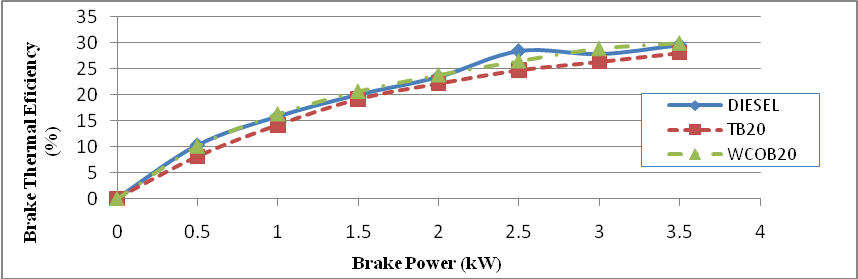 35
30
25
20
15
10
5
0
Brake Thermal Eficiency
(%)
0 0.5 1 1.5 2 2.5 3 3.5 4
Brake Power (kW)
DIESEL
TB20
WCOB20